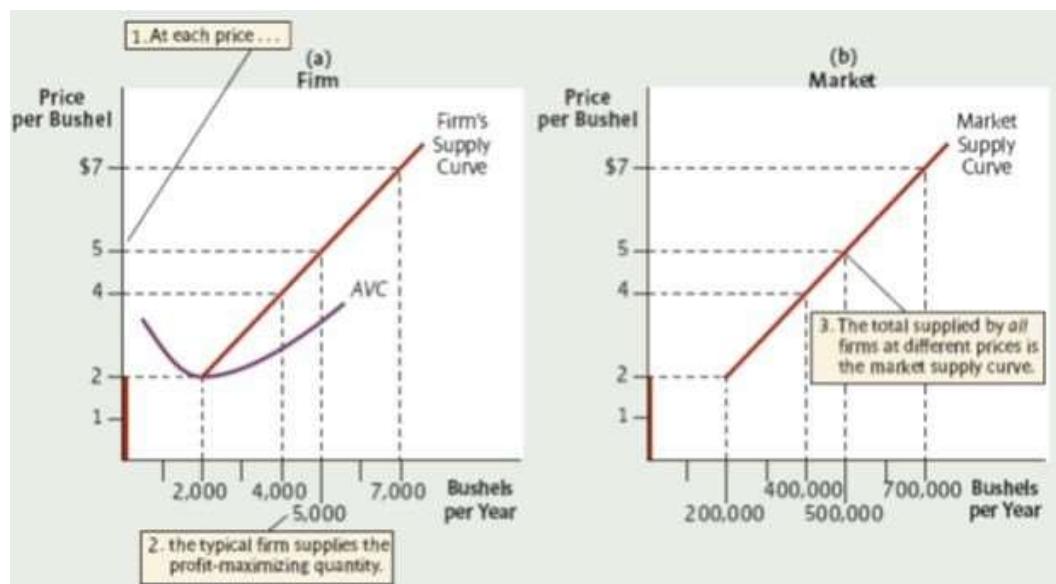 1. At each price ...
(a)
Firm
Price
per Bushel
Firm's
Supply
Curve
$7
5
4
2
1
AVC
2,000
4,000
5,000
7,000
Bushels
per Year
2. the typical firm supplies the
profit-maximizing quantity.
(b)
Market
Price
per Bushel
Market
Supply
Curve
$7
5
4
2
1
3. The total supplied by all
firms at different prices is
the market supply curve.
200,000
400,000
500,000
700,000
Bushels
per Year